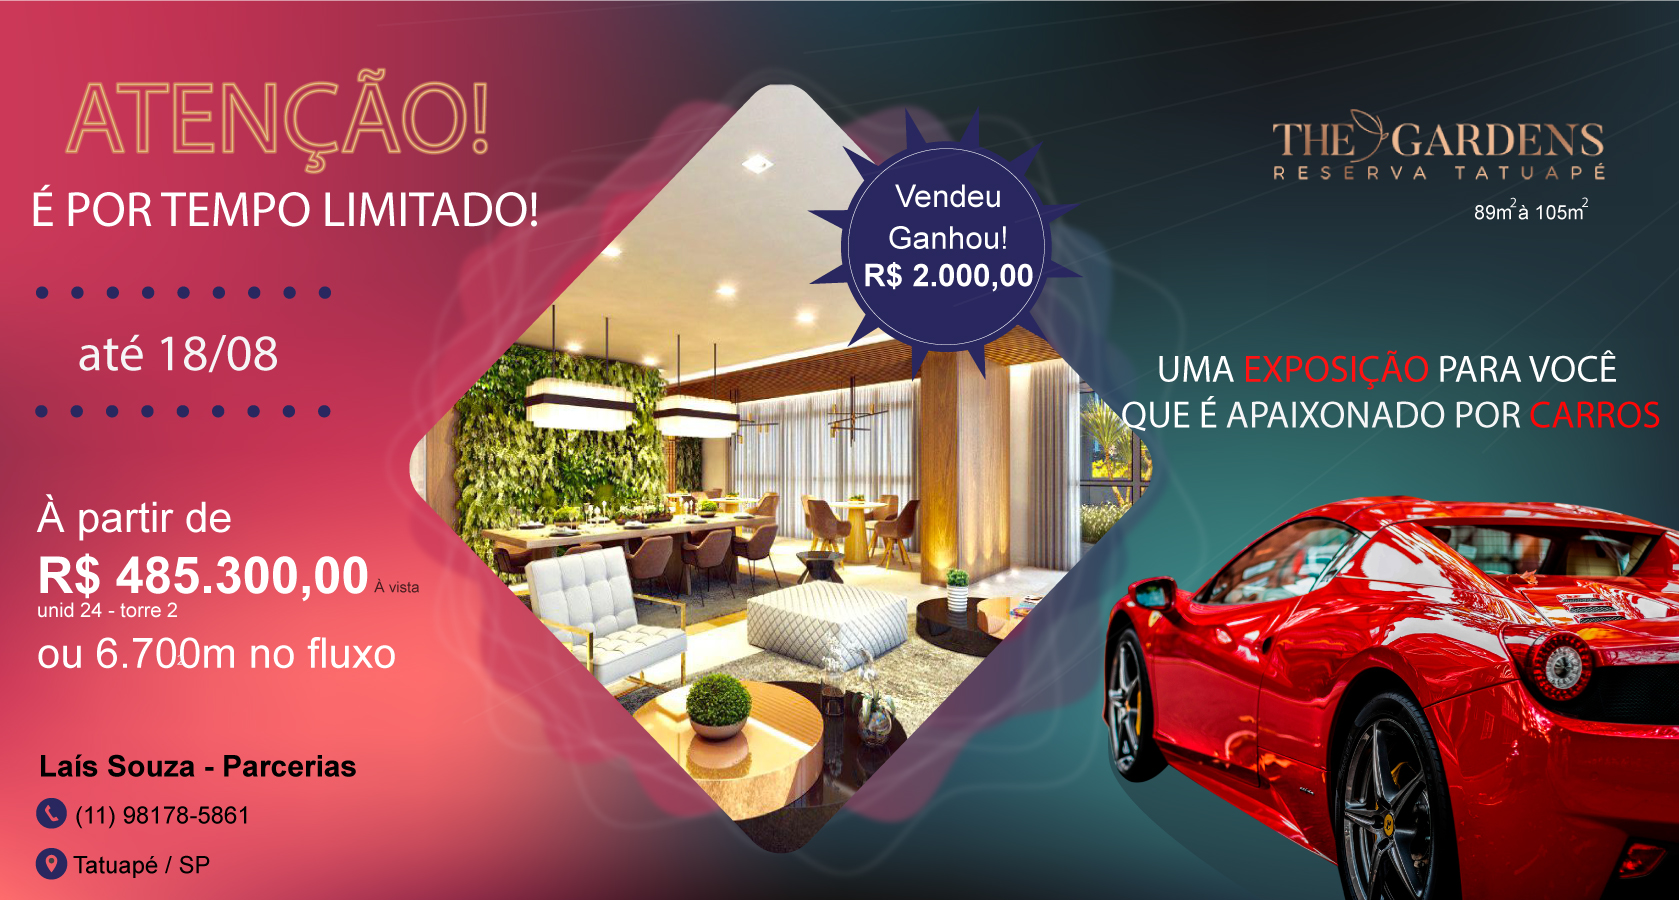 ATENÇÃO!
É POR TEMPO LIMITADO!
até 18/08
À partir de
R$ 485.300,00 À vista
unid 24 - torre 2
ou 6.700m no fluxo
2
Laís Souza - Parcerias
(11) 98178-5861
Tatuapé / SP
Vendeu
Ganhou!
R$ 2.000,00
THE GARDENS
RESERVA TATUAPÉ
89m² à 105m²
UMA EXPOSIÇÃO PARA VOCÊ
QUE É APAIXONADO POR CARROS